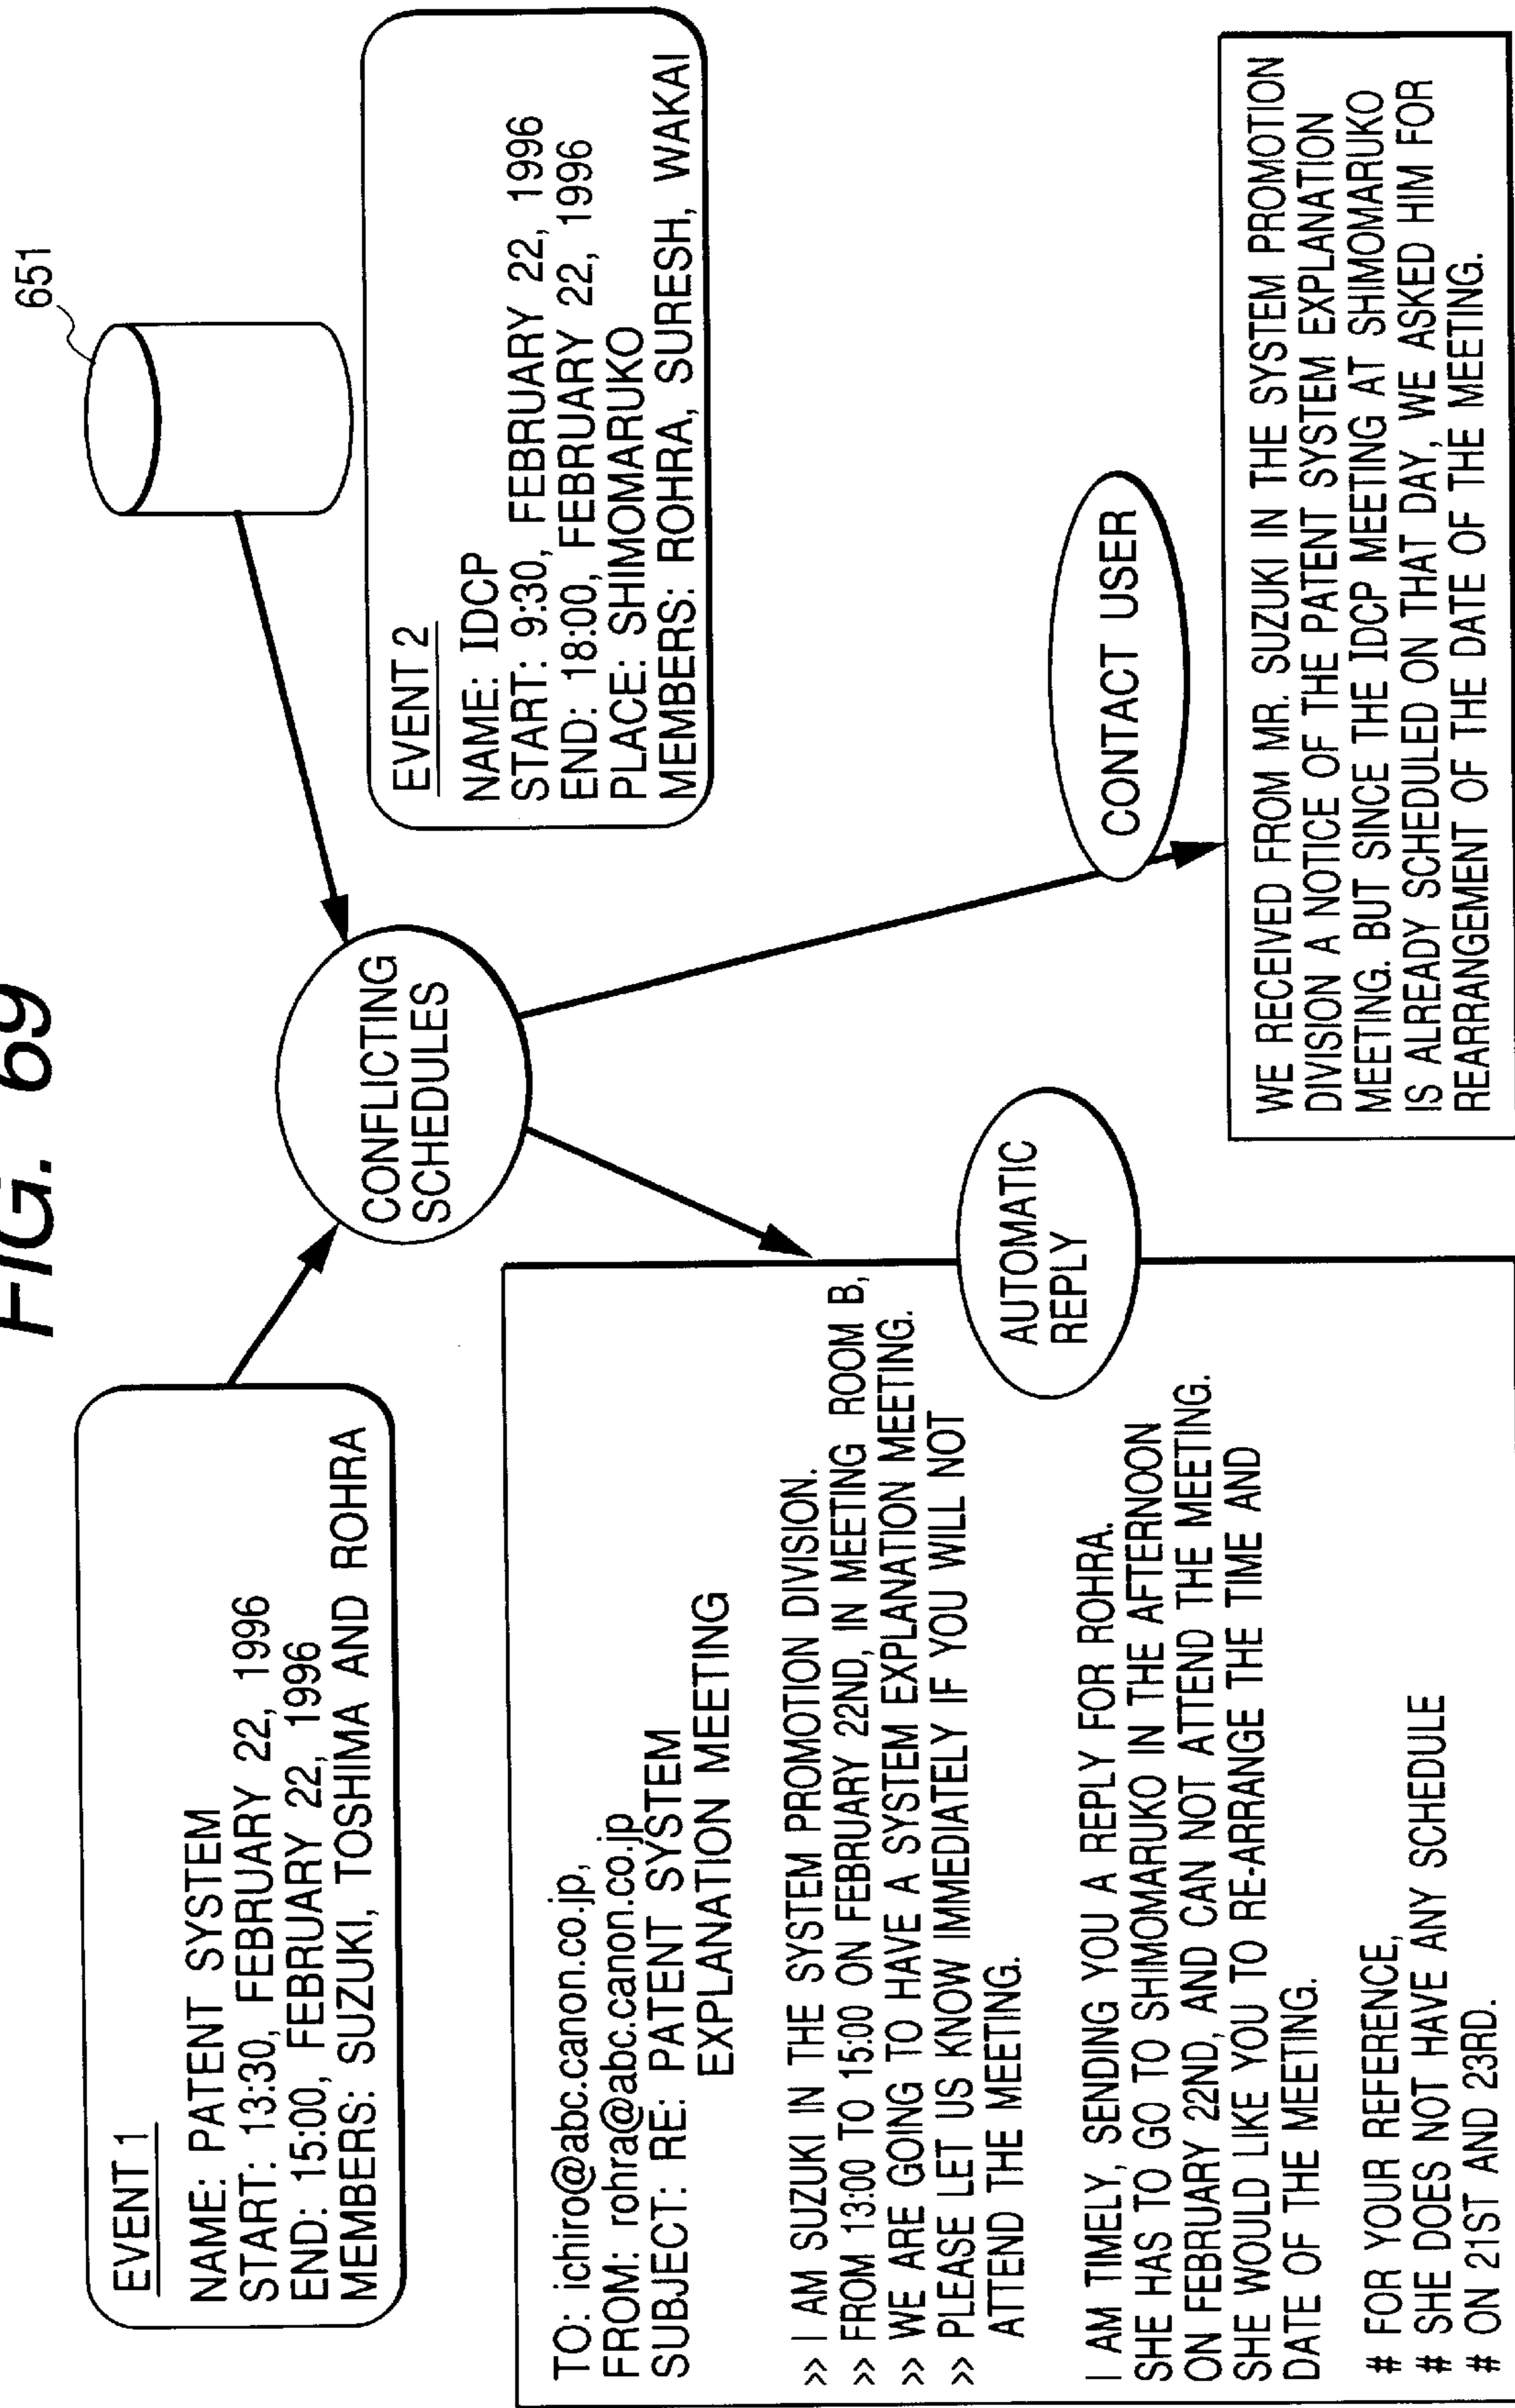 FIG. 69
651
EVENT 1
NAME: PATENT SYSTEM
START: 13:30, FEBRUARY 22, 1996
END: 15:00, FEBRUARY 22, 1996
MEMBERS: SUZUKI, TOSHIMA AND ROHRA
CONFLICTING
SCHEDULES
EVENT 2
NAME: IDCP
START: 9:30, FEBRUARY 22, 1996
END: 18:00, FEBRUARY 22, 1996
PLACE: SHIMOMARUKO
MEMBERS: ROHRA, SURESH, WAKAI
TO: ichiro@abc.canon.co.jp,
FROM: rohra@abc.canon.co.jp
SUBJECT: RE: PATENT SYSTEM
EXPLANATION MEETING
>> I AM SUZUKI IN THE SYSTEM PROMOTION DIVISION.
>> FROM 13:00 TO 15:00 ON FEBRUARY 22ND, IN MEETING ROOM B,
>> WE ARE GOING TO HAVE A SYSTEM EXPLANATION MEETING.
>> PLEASE LET US KNOW IMMEDIATELY IF YOU WILL NOT
ATTEND THE MEETING.
I AM TIMELY, SENDING YOU A REPLY FOR ROHRA.
SHE HAS TO GO TO SHIMOMARUKO IN THE AFTERNOON
ON FEBRUARY 22ND, AND CAN NOT ATTEND THE MEETING.
SHE WOULD LIKE YOU TO RE-ARRANGE THE TIME AND
DATE OF THE MEETING.
# FOR YOUR REFERENCE,
# SHE DOES NOT HAVE ANY SCHEDULE
# ON 21ST AND 23RD.
AUTOMATIC
REPLY
CONTACT USER
WE RECEIVED FROM MR. SUZUKI IN THE SYSTEM PROMOTION
DIVISION A NOTICE OF THE PATENT SYSTEM EXPLANATION
MEETING. BUT SINCE THE IDCP MEETING AT SHIMOMARUKO
IS ALREADY SCHEDULED ON THAT DAY, WE ASKED HIM FOR
REARRANGEMENT OF THE DATE OF THE MEETING.